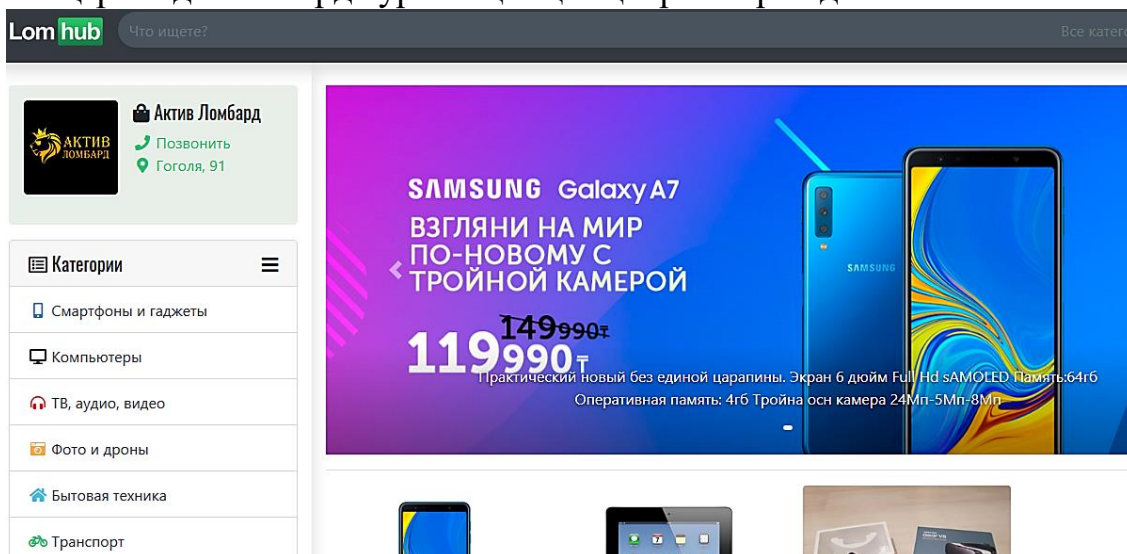 Lom hub
Что ищете?
Актив Ломбард
Позвонить
Гоголя, 91
АКТИВ
ЛОМБАРД
Категории
Смартфоны и гаджеты
Компьютеры
ТВ, аудио, видео
Фото и дроны
Бытовая техника
Транспорт
SAMSUNG Galaxy A7
ВЗГЛЯНИ НА МИР
ПО-НОВОМУ С
ТРОЙНОЙ КАМЕРОЙ
149990₸
119990₸
SAMSUNG
Практический новый без единой царапины. Экран 6 дюйм Full Hd sAMOLED Память:64гб
Оперативная память: 4гб Тройна осн камера 24Мп-5Мп-8Мп